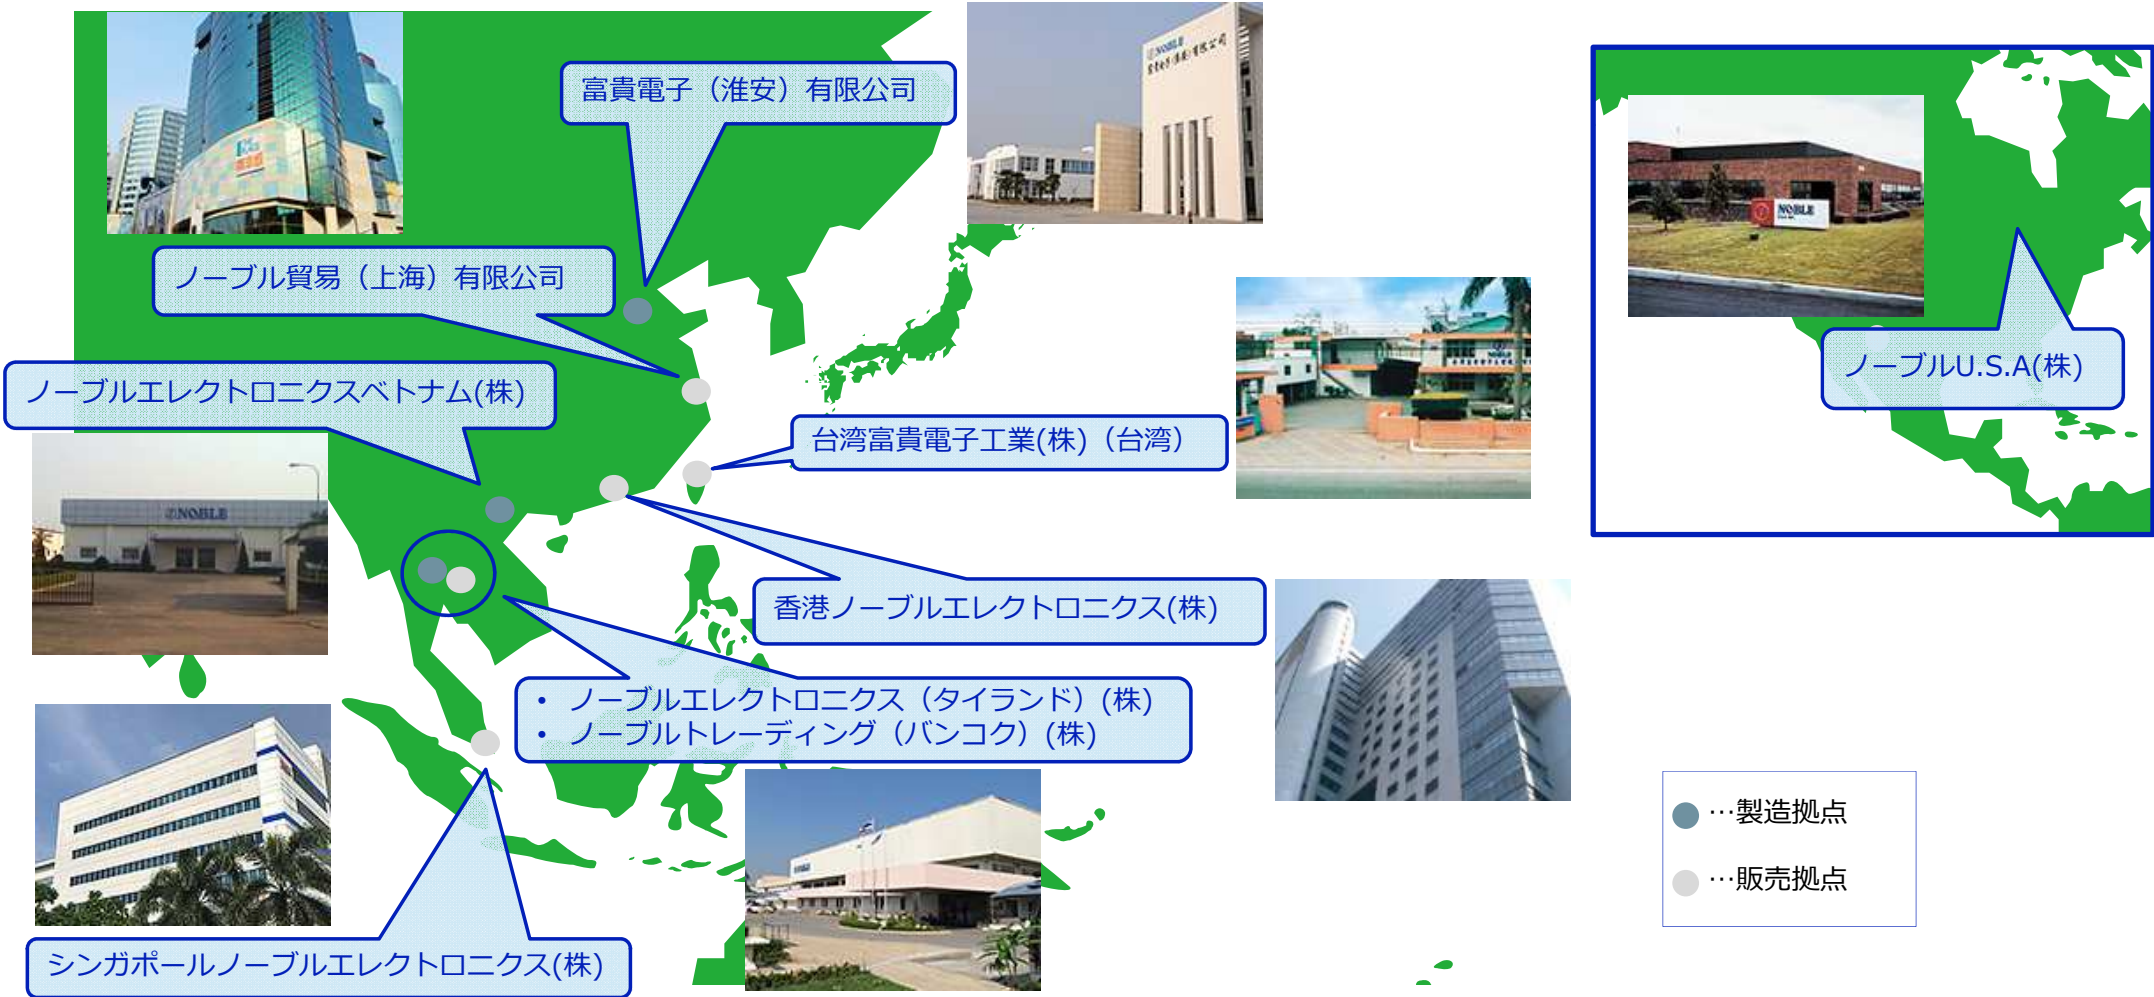 富貴電子（淮安）有限公司
NOBLE
ノーブル貿易（上海）有限公司
NOBLE
ノーブルU.S.A(株)
ノーブルエレクトロニクスベトナム(株)
NOBLE
台湾富貴電子工業(株)（台湾）
NOBLE
香港ノーブルエレクトロニクス(株)
• ノーブルエレクトロニクス（タイランド）(株)
• ノーブルトレーディング（バンコク）(株)
NOBLE
シンガポールノーブルエレクトロニクス(株)
…製造拠点
…販売拠点